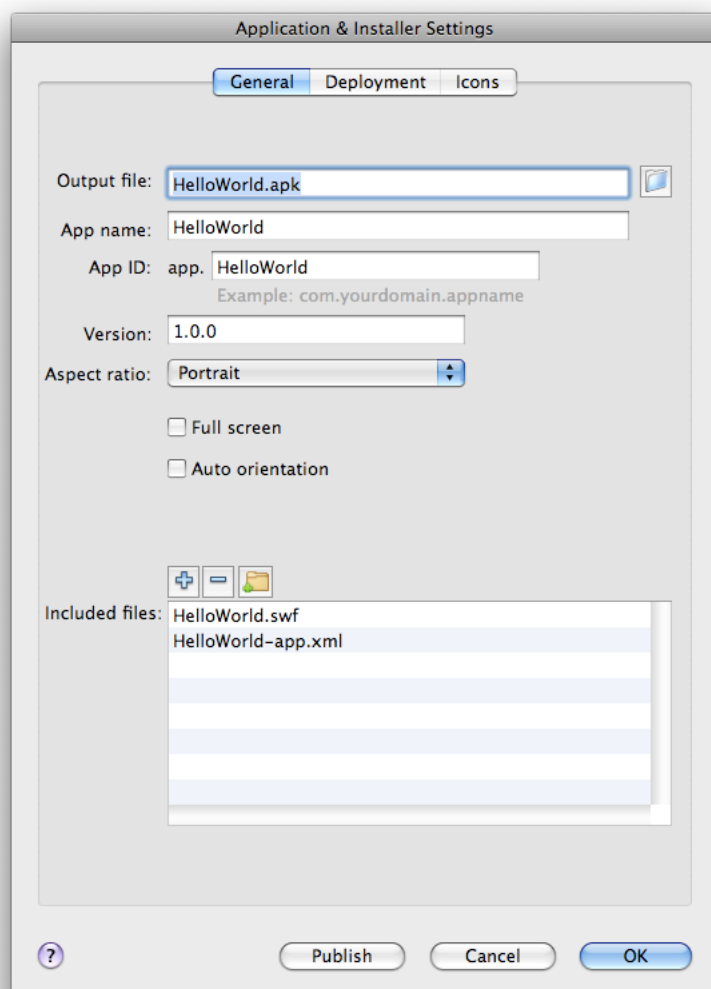 Application & Installer Settings
General Deployment Icons
Output file: HelloWorld.apk
App name: HelloWorld
App ID: app. HelloWorld
Example: com.yourdomain.appname
Version: 1.0.0
Aspect ratio: Portrait
Full screen
Auto orientation
Included files: HelloWorld.swf
HelloWorld-app.xml
? Publish Cancel OK